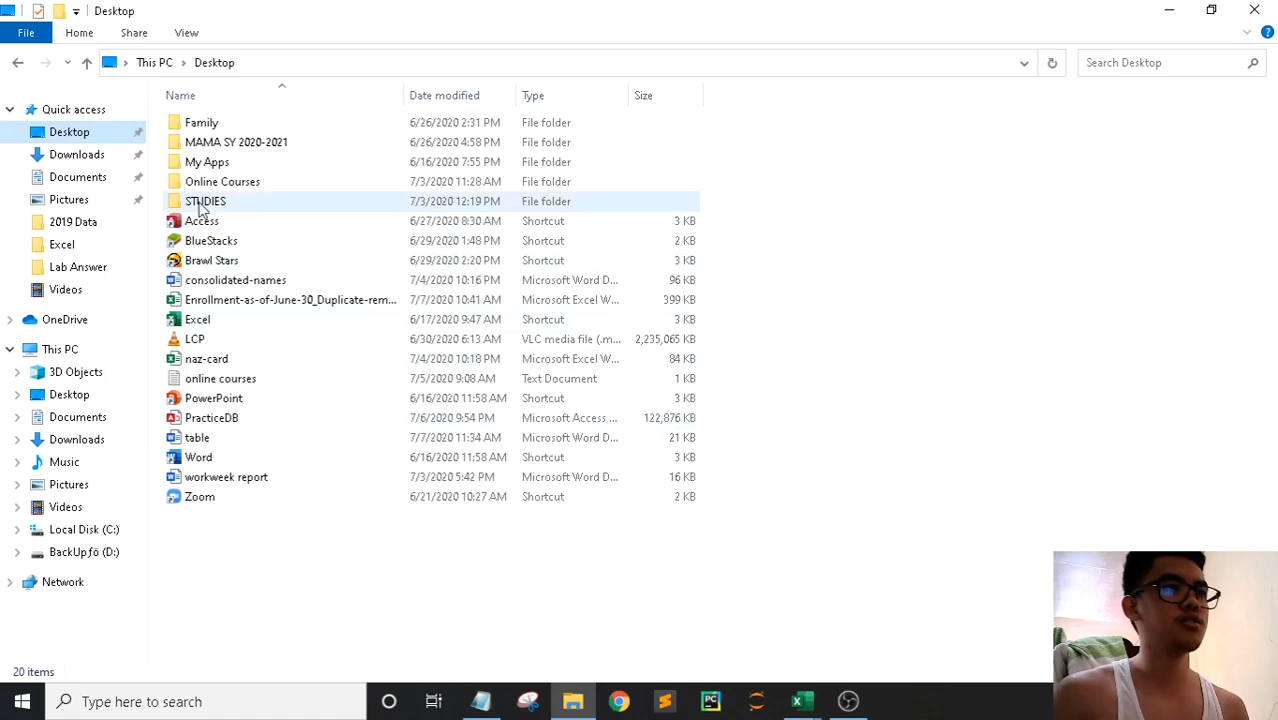 Desktop
File Home Share View
This PC Desktop Search Desktop
Name Date modified Type Size
Quick access
Desktop
Downloads
Documents
Pictures
2019 Data
Excel
Lab Answer
Videos
OneDrive
This PC
3D Objects
Desktop
Documents
Downloads
Music
Pictures
Videos
Local Disk (C:)
BackUpƒö (D:)
Network
Family 6/26/2020 2:31 PM File folder
MAMA SY 2020-2021 6/26/2020 4:58 PM File folder
My Apps 6/16/2020 7:55 PM File folder
Online Courses 7/3/2020 11:28 AM File folder
STUDIES 7/3/2020 12:19 PM File folder
Access 6/27/2020 8:30 AM Shortcut 3 KB
BlueStacks 6/29/2020 1:48 PM Shortcut 2 KB
Brawl Stars 6/29/2020 2:20 PM Shortcut 3 KB
consolidated-names 7/4/2020 10:16 PM Microsoft Word D... 96 KB
Enrollment-as-of-June-30_Duplicate-rem... 7/7/2020 10:41 AM Microsoft Excel W... 399 KB
Excel 6/17/2020 9:47 AM Shortcut 3 KB
LCP 6/30/2020 6:13 AM VLC media file (.m... 2,235,065 KB
naz-card 7/4/2020 10:18 PM Microsoft Excel W... 84 KB
online courses 7/5/2020 9:08 AM Text Document 1 KB
PowerPoint 6/16/2020 11:58 AM Shortcut 3 KB
PracticeDB 7/6/2020 9:54 PM Microsoft Access ... 122,876 KB
table 7/7/2020 11:34 AM Microsoft Word D... 21 KB
Word 6/16/2020 11:58 AM Shortcut 3 KB
workweek report 7/3/2020 5:42 PM Microsoft Word D... 16 KB
Zoom 6/21/2020 10:27 AM Shortcut 2 KB
20 items
Type here to search